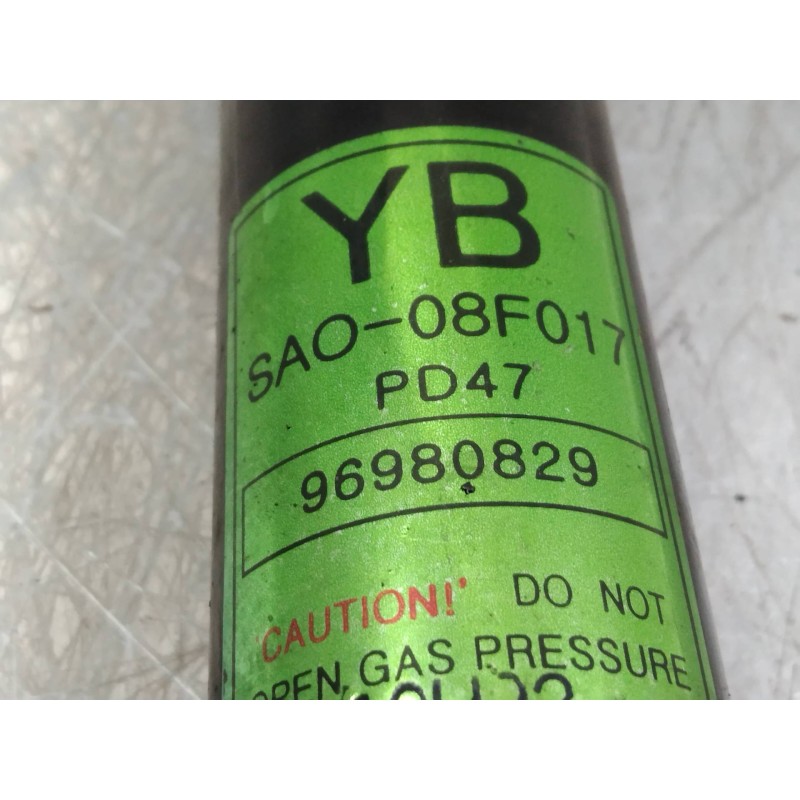 YB
SAO-08F017
PD47
96980829
CAUTION! DO NOT
OPEN, GAS PRESSURE